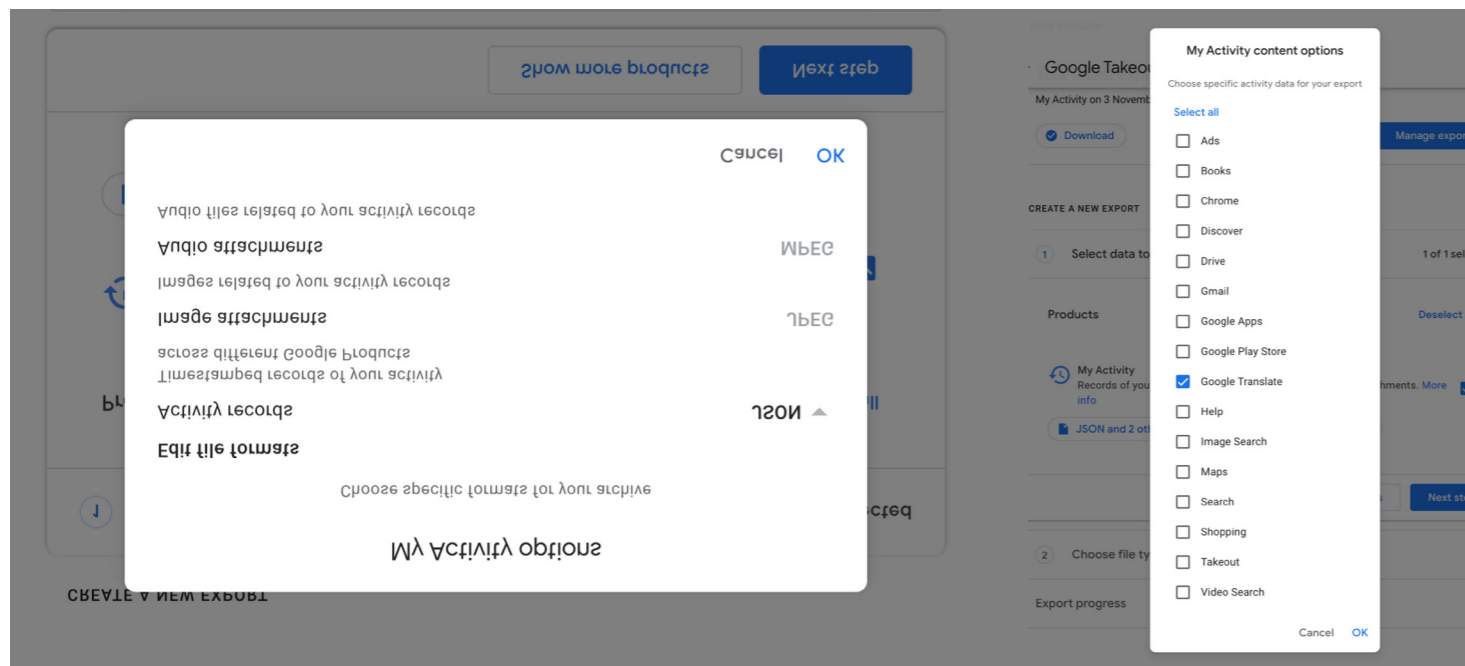 CREATE A NEW EXPORT
My Activity options
1
ected
Choose specific formats for your archive
Edit file formats
Activity records JSON
Pr
ll
Timestamped records of your activity
across different Google Products
Image attachments JPEG
Images related to your activity records
Audio attachments MPEG
Audio files related to your activity records
Cancel OK
Show more products Next step
My Activity content options
Google Takeou
Choose specific activity data for your export
My Activity on 3 Novemb
Select all
Download
Manage expor
Ads
Books
Chrome
CREATE A NEW EXPORT
Discover
1 Select data to
1 of 1 sel
Drive
Gmail
Products
Deselect
Google Apps
Google Play Store
My Activity
Records of you
hments. More
info
Google Translate
Help
JSON and 2 oth
Image Search
Maps
Search
Next st
Shopping
2 Choose file ty
Takeout
Video Search
Export progress
Cancel OK